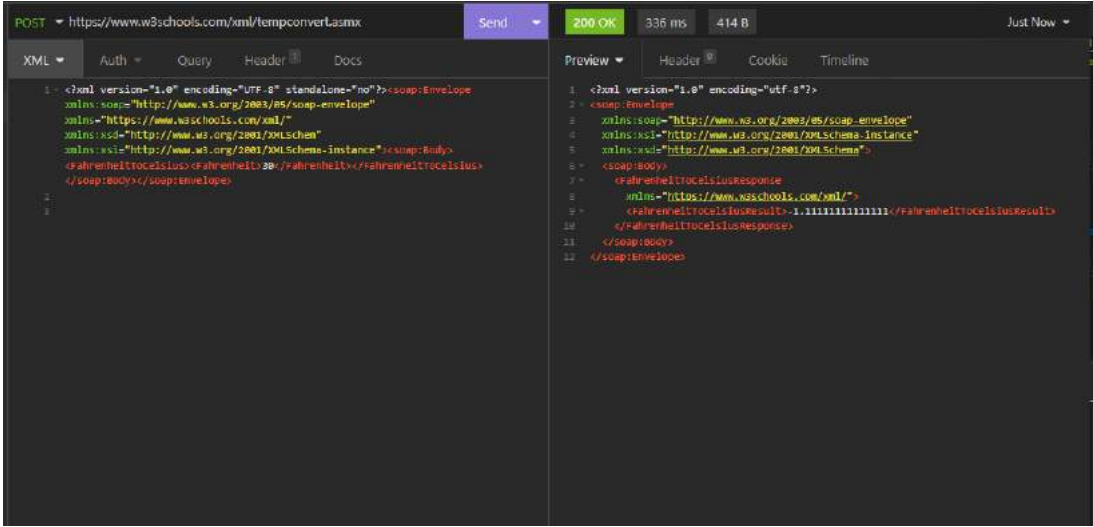 POST https://www.w3schools.com/xml/tempconvert.asmx Send
XML Auth Query Header 1 Docs
1 <?xml version="1.0" encoding="UTF-8" standalone="no"?><soap:Envelope
xmlns:soap="http://www.w3.org/2003/05/soap-envelope"
xmlns="https://www.w3schools.com/xml/"
xmlns:xsd="http://www.w3.org/2001/XMLSchem"
xmlns:xsi="http://www.w3.org/2001/XMLSchema-instance"><soap:Body>
<FahrenheitToCelsius><Fahrenheit>30</Fahrenheit></FahrenheitToCelsius>
</soap:Body></soap:Envelope>
2
3
200 OK 336 ms 414 B Just Now
Preview Header 9 Cookie Timeline
1 <?xml version="1.0" encoding="utf-8"?>
2 <soap:Envelope
3 xmlns:soap="http://www.w3.org/2003/05/soap-envelope"
4 xmlns:xsi="http://www.w3.org/2001/XMLSchema-instance"
5 xmlns:xsd="http://www.w3.org/2001/XMLSchema">
6 <soap:Body>
7 <FahrenheitToCelsiusResponse
8 xmlns="https://www.w3schools.com/xml/">
9 <FahrenheitToCelsiusResult>-1.11111111111111</FahrenheitToCelsiusResult>
10 </FahrenheitToCelsiusResponse>
11 </soap:Body>
12 </soap:Envelope>